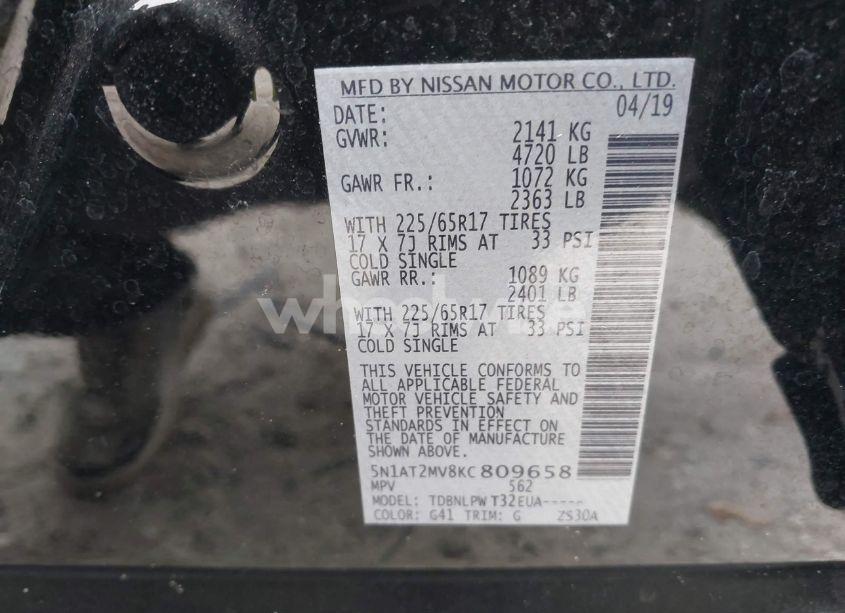 MFD BY NISSAN MOTOR CO., LTD.
DATE: 04/19
GVWR: 2141 KG
4720 LB
GAWR FR.: 1072 KG
2363 LB
WITH 225/65R17 TIRES
17 X 7J RIMS AT 33 PSI
COLD SINGLE
GAWR RR.: 1089 KG
2401 LB
WITH 225/65R17 TIRES
17 X 7J RIMS AT 33 PSI
COLD SINGLE
THIS VEHICLE CONFORMS TO
ALL APPLICABLE FEDERAL
MOTOR VEHICLE SAFETY AND
THEFT PREVENTION
STANDARDS IN EFFECT ON
THE DATE OF MANUFACTURE
SHOWN ABOVE.
5N1AT2MV8KC809658
MPV 562
MODEL: TDBNLPW T32EUA-----
COLOR: G41 TRIM: G ZS30A